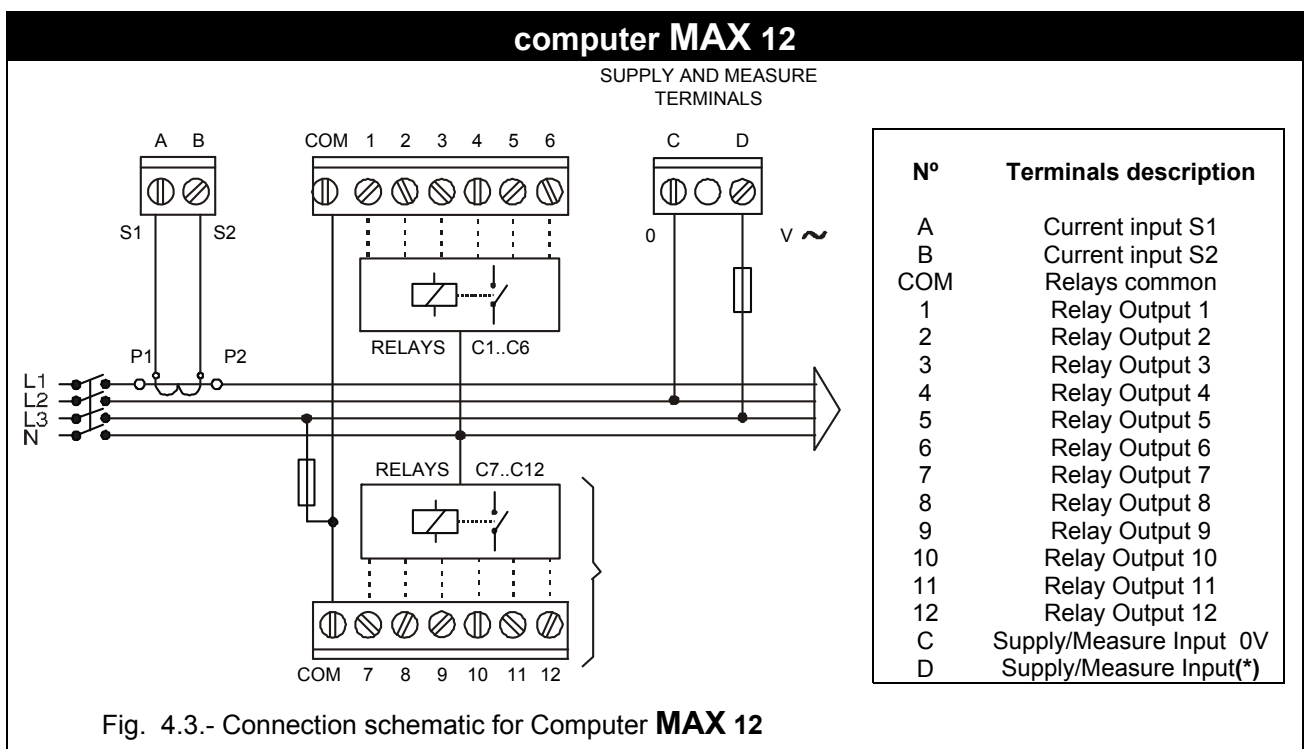 computer MAX 12
SUPPLY AND MEASURE
TERMINALS
A B
COM 1 2 3 4 5 6
C D
S1 S2
0 V ~
RELAYS C1..C6
P1 P2
L1
L2
L3
N
RELAYS C7..C12
COM 7 8 9 10 11 12
Nº Terminals description
A Current input S1
B Current input S2
COM Relays common
1 Relay Output 1
2 Relay Output 2
3 Relay Output 3
4 Relay Output 4
5 Relay Output 5
6 Relay Output 6
7 Relay Output 7
8 Relay Output 8
9 Relay Output 9
10 Relay Output 10
11 Relay Output 11
12 Relay Output 12
C Supply/Measure Input 0V
D Supply/Measure Input(*)
Fig. 4.3.- Connection schematic for Computer MAX 12